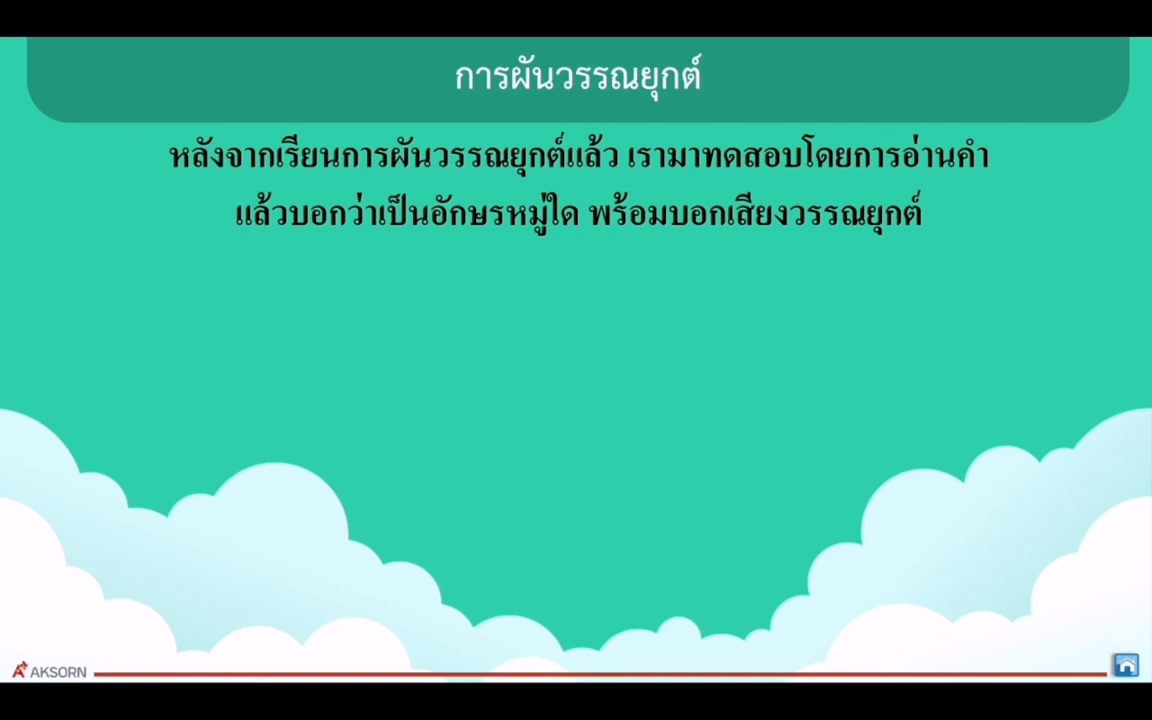 การผันวรรณยุกต์
หลังจากเรียนการผันวรรณยุกต์แล้ว เรามาทดสอบโดยการอ่านคำ
แล้วบอกว่าเป็นอักษรหมู่ใด พร้อมบอกเสียงวรรณยุกต์
AKSORN